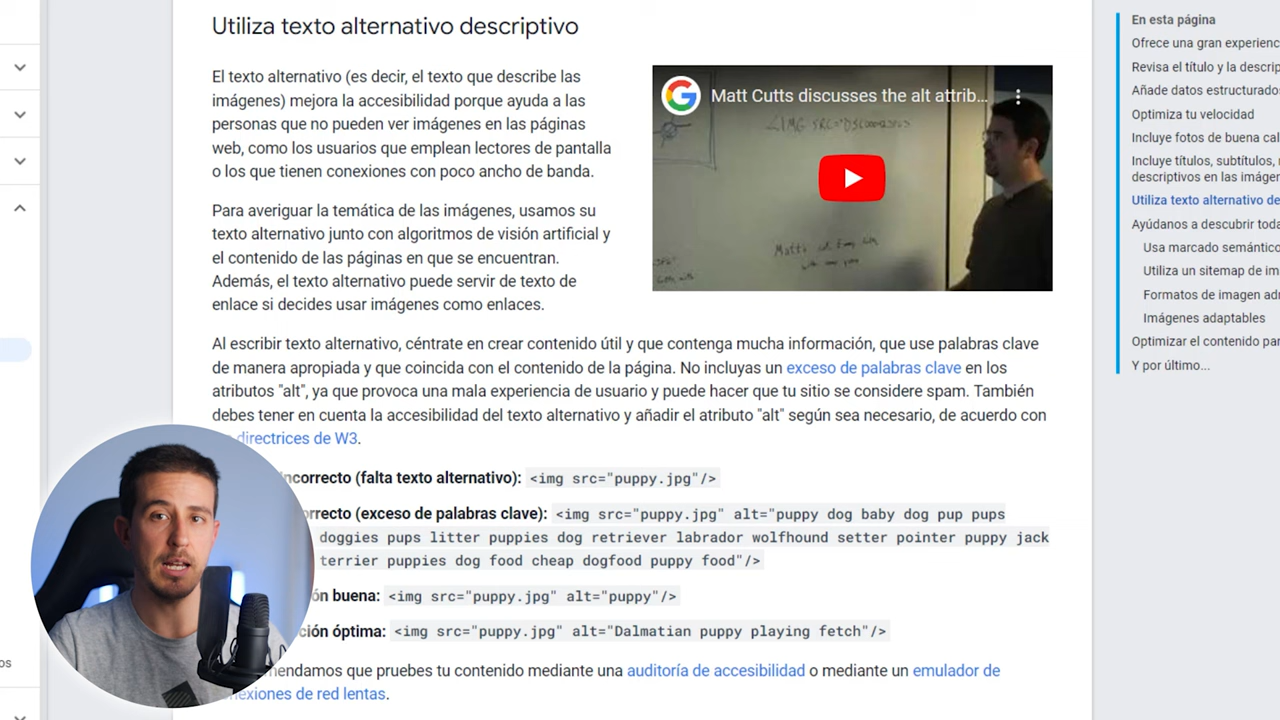 Utiliza texto alternativo descriptivo
El texto alternativo (es decir, el texto que describe las
imágenes) mejora la accesibilidad porque ayuda a las
personas que no pueden ver imágenes en las páginas
web, como los usuarios que emplean lectores de pantalla
o los que tienen conexiones con poco ancho de banda.
Para averiguar la temática de las imágenes, usamos su
texto alternativo junto con algoritmos de visión artificial y
el contenido de las páginas en que se encuentran.
Además, el texto alternativo puede servir de texto de
enlace si decides usar imágenes como enlaces.
Matt Cutts discusses the alt attrib...
Al escribir texto alternativo, céntrate en crear contenido útil y que contenga mucha información, que use palabras clave
de manera apropiada y que coincida con el contenido de la página. No incluyas un exceso de palabras clave en los
atributos "alt", ya que provoca una mala experiencia de usuario y puede hacer que tu sitio se considere spam. También
debes tener en cuenta la accesibilidad del texto alternativo y añadir el atributo "alt" según sea necesario, de acuerdo con
directrices de W3.
ncorrecto (falta texto alternativo): <img src="puppy.jpg"/>
rrecto (exceso de palabras clave): <img src="puppy.jpg" alt="puppy dog baby dog pup pups
doggies pups litter puppies dog retriever labrador wolfhound setter pointer puppy jack
terrier puppies dog food cheap dogfood puppy food"/>
ón buena: <img src="puppy.jpg" alt="puppy"/>
ción óptima: <img src="puppy.jpg" alt="Dalmatian puppy playing fetch"/>
mendamos que pruebes tu contenido mediante una auditoría de accesibilidad o mediante un emulador de
nexiones de red lentas.
En esta página
Ofrece una gran experienc
Revisa el título y la descrip
Añade datos estructurados
Optimiza tu velocidad
Incluye fotos de buena cal
Incluye títulos, subtítulos,
descriptivos en las imáger
Utiliza texto alternativo de
Ayúdanos a descubrir toda
Usa marcado semántico
Utiliza un sitemap de im
Formatos de imagen adm
Imágenes adaptables
Optimizar el contenido par
Y por último...
os